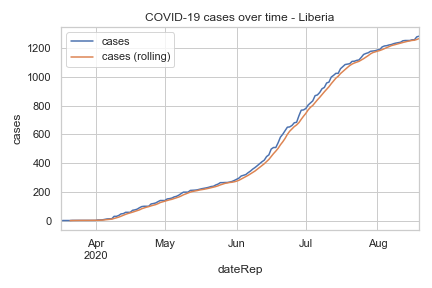 COVID-19 cases over time - Liberia
cases
cases (rolling)
1200
1000
800
600
400
200
0
cases
Apr
2020
May
Jun
Jul
Aug
dateRep